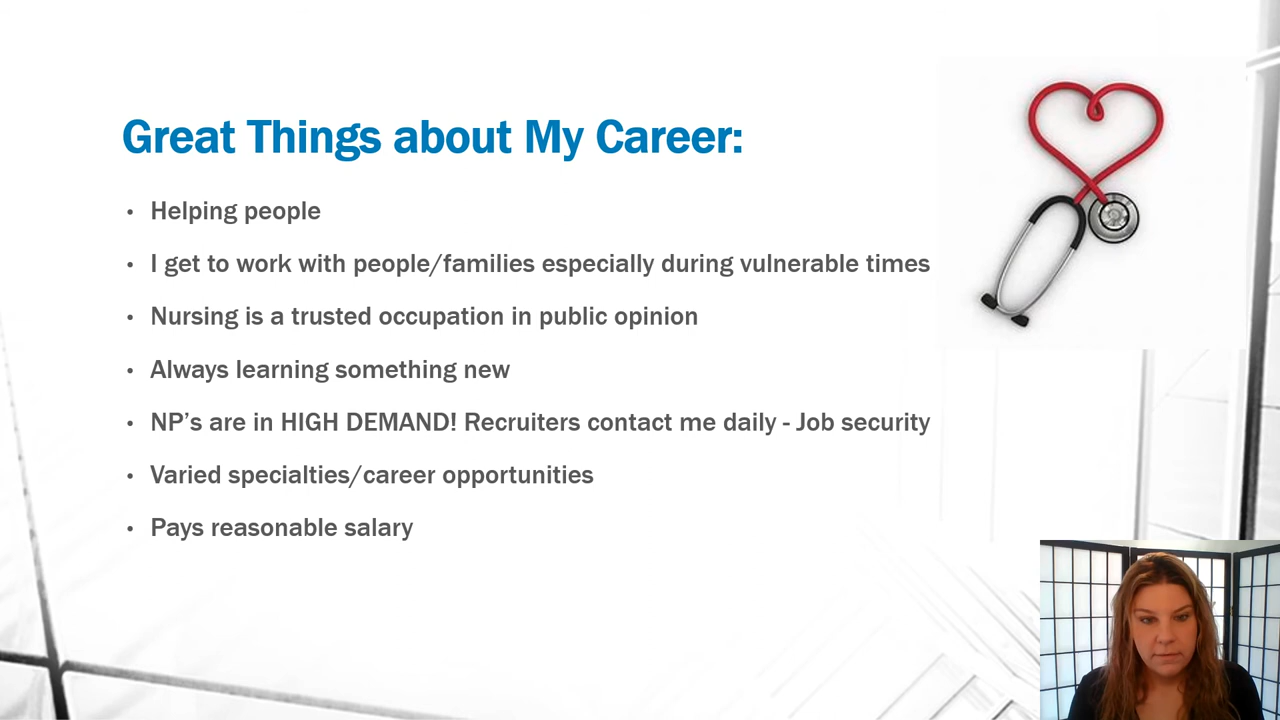 Great Things about My Career:
• Helping people
• I get to work with people/families especially during vulnerable times
• Nursing is a trusted occupation in public opinion
• Always learning something new
• NP’s are in HIGH DEMAND! Recruiters contact me daily - Job security
• Varied specialties/career opportunities
• Pays reasonable salary